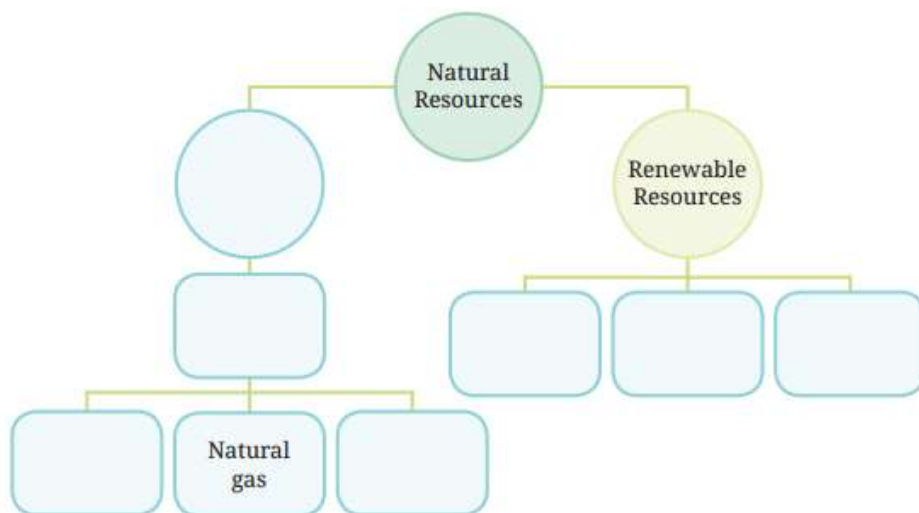 Natural
Resources
Renewable
Resources
Natural
gas